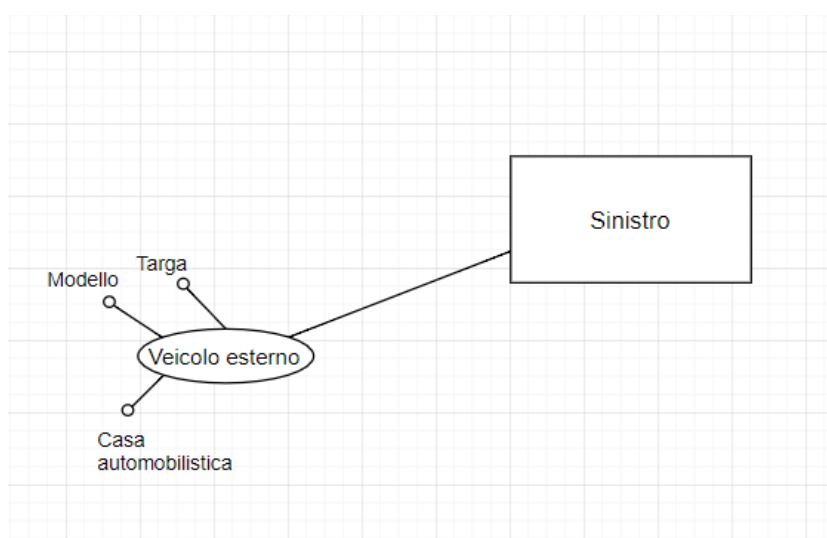 Sinistro
Targa
Modello
Veicolo esterno
Casa
automobilistica